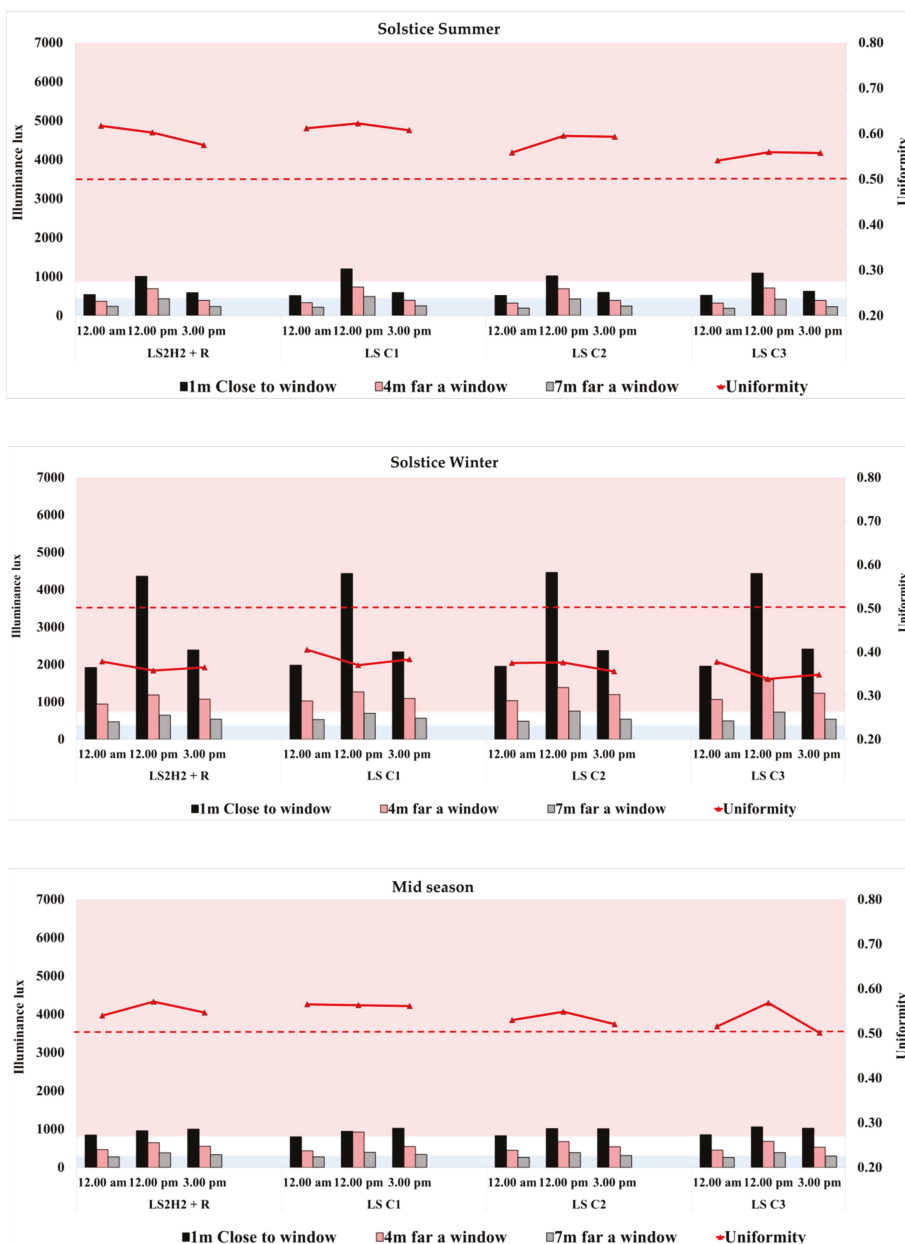 Solstice Summer
7000 0.80
6000 0.70
5000 0.60
4000 0.50
3000 0.40
2000 0.30
1000 0.20
0
Illuminance lux
Uniformity
12.00 am 12.00 pm 3.00 pm 12.00 am 12.00 pm 3.00 pm 12.00 am 12.00 pm 3.00 pm 12.00 am 12.00 pm 3.00 pm
LS2H2 + R LS C1 LS C2 LS C3
1m Close to window 4m far a window 7m far a window Uniformity
Solstice Winter
7000 0.80
6000 0.70
5000 0.60
4000 0.50
3000 0.40
2000 0.30
1000 0.20
0
Illuminance lux
Uniformity
12.00 am 12.00 pm 3.00 pm 12.00 am 12.00 pm 3.00 pm 12.00 am 12.00 pm 3.00 pm 12.00 am 12.00 pm 3.00 pm
LS2H2 + R LS C1 LS C2 LS C3
1m Close to window 4m far a window 7m far a window Uniformity
Mid season
7000 0.80
6000 0.70
5000 0.60
4000 0.50
3000 0.40
2000 0.30
1000 0.20
0
Illuminance lux
Uniformity
12.00 am 12.00 pm 3.00 pm 12.00 am 12.00 pm 3.00 pm 12.00 am 12.00 pm 3.00 pm 12.00 am 12.00 pm 3.00 pm
LS2H2 + R LS C1 LS C2 LS C3
1m Close to window 4m far a window 7m far a window Uniformity